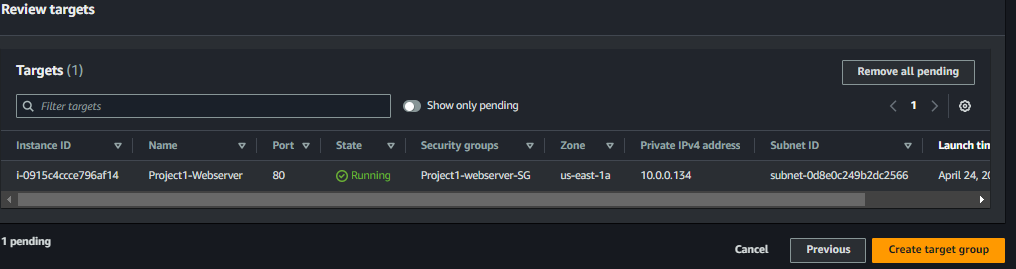 Review targets
Targets (1)
Remove all pending
Filter targets
Show only pending
1
Instance ID Name Port State Security groups Zone Private IPv4 address Subnet ID Launch tim
i-0915c4ccce796af14 Project1-Webserver 80 Running Project1-webserver-SG us-east-1a 10.0.0.134 subnet-0d8e0c249b2dc2566 April 24, 20
1 pending
Cancel Previous Create target group